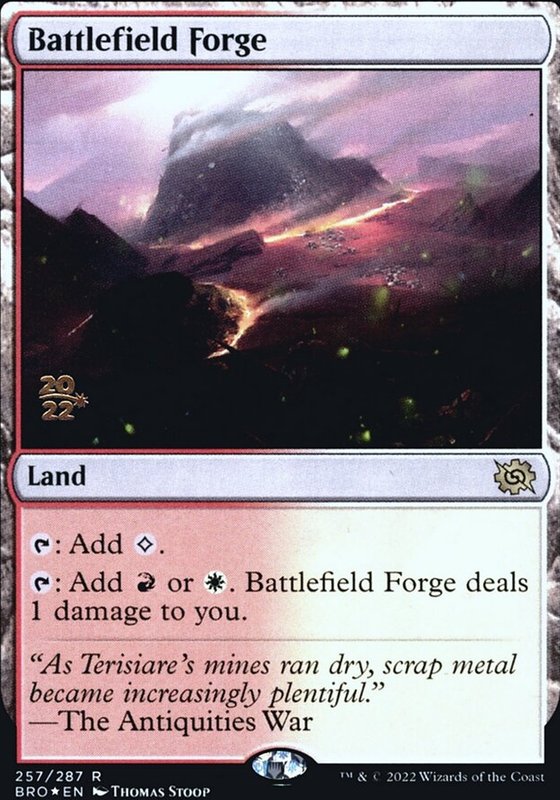 Battlefield Forge
20
22
Land
: Add .
: Add or . Battlefield Forge deals
1 damage to you.
“As Terisiare’s mines ran dry, scrap metal
became increasingly plentiful.”
—The Antiquities War
257/287 R
BRO★EN Thomas Stoop
™ & © 2022 Wizards of the Coast